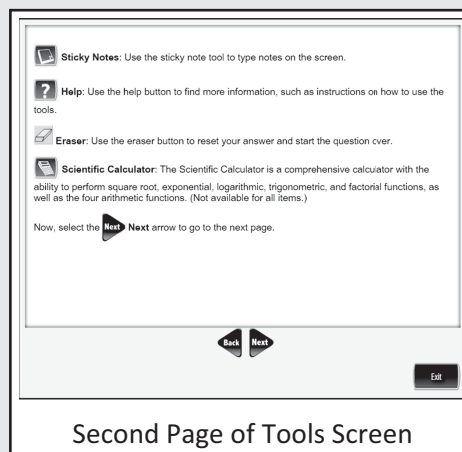 Sticky Notes: Use the sticky note tool to type notes on the screen.
? Help: Use the help button to find more information, such as instructions on how to use the
tools.
Eraser: Use the eraser button to reset your answer and start the question over.
Scientific Calculator: The Scientific Calculator is a comprehensive calculator with the
ability to perform square root, exponential, logarithmic, trigonometric, and factorial functions, as
well as the four arithmetic functions. (Not available for all items.)
Now, select the Next Next arrow to go to the next page.
Back Next
Exit
Second Page of Tools Screen